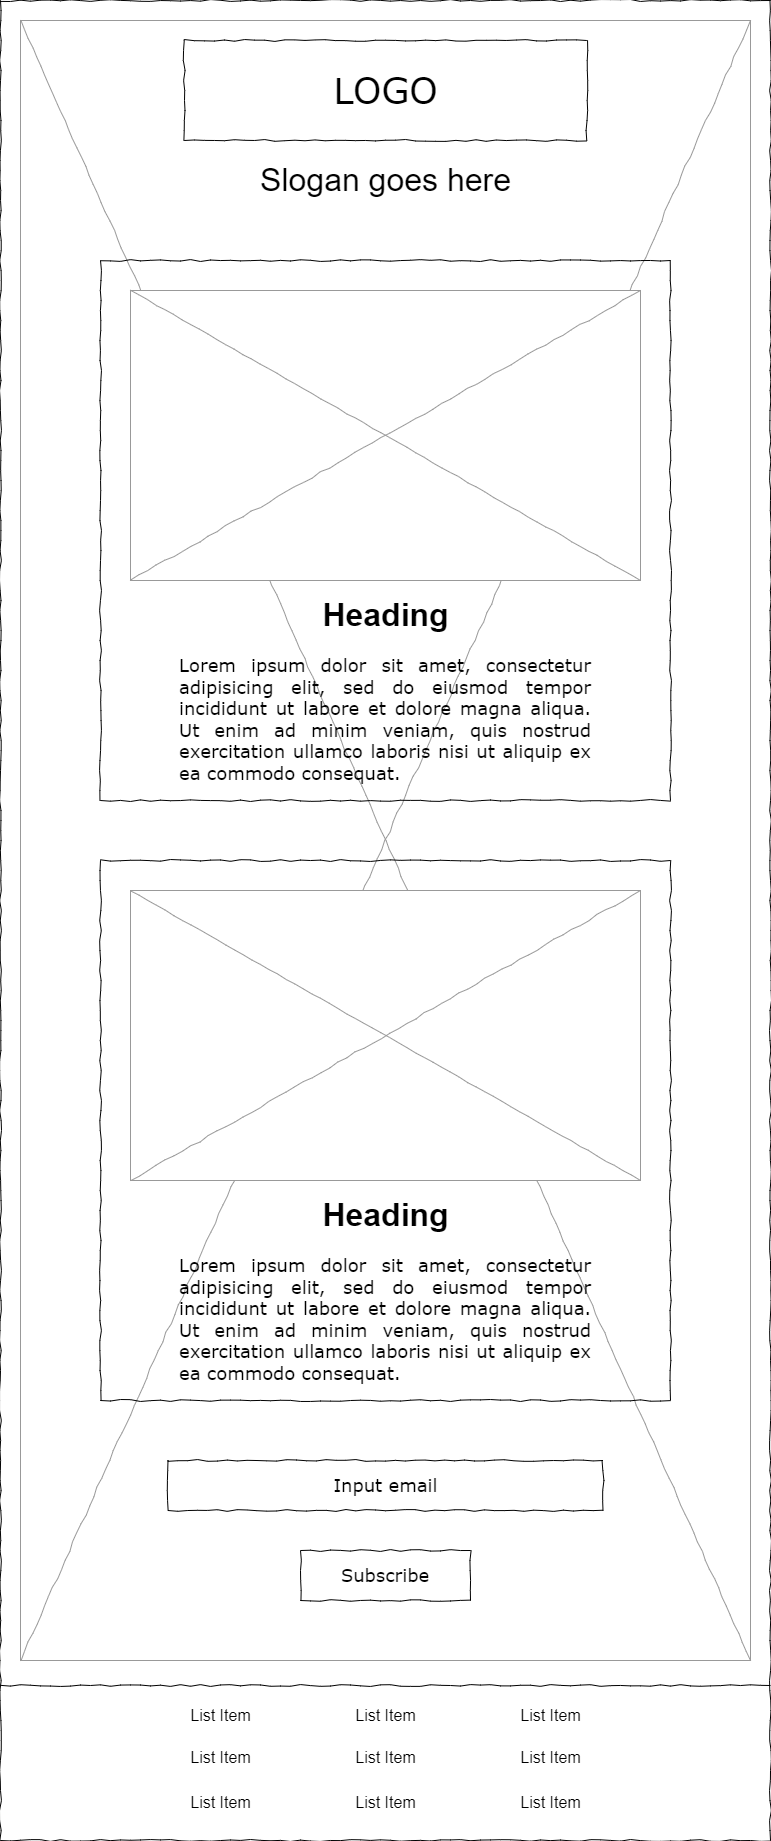 LOGO
Slogan goes here
Heading
Lorem ipsum dolor sit amet, consectetur
adipisicing elit, sed do eiusmod tempor
incididunt ut labore et dolore magna aliqua.
Ut enim ad minim veniam, quis nostrud
exercitation ullamco laboris nisi ut aliquip ex
ea commodo consequat.
Heading
Lorem ipsum dolor sit amet, consectetur
adipisicing elit, sed do eiusmod tempor
incididunt ut labore et dolore magna aliqua.
Ut enim ad minim veniam, quis nostrud
exercitation ullamco laboris nisi ut aliquip ex
ea commodo consequat.
Input email
Subscribe
List Item List Item List Item
List Item List Item List Item
List Item List Item List Item